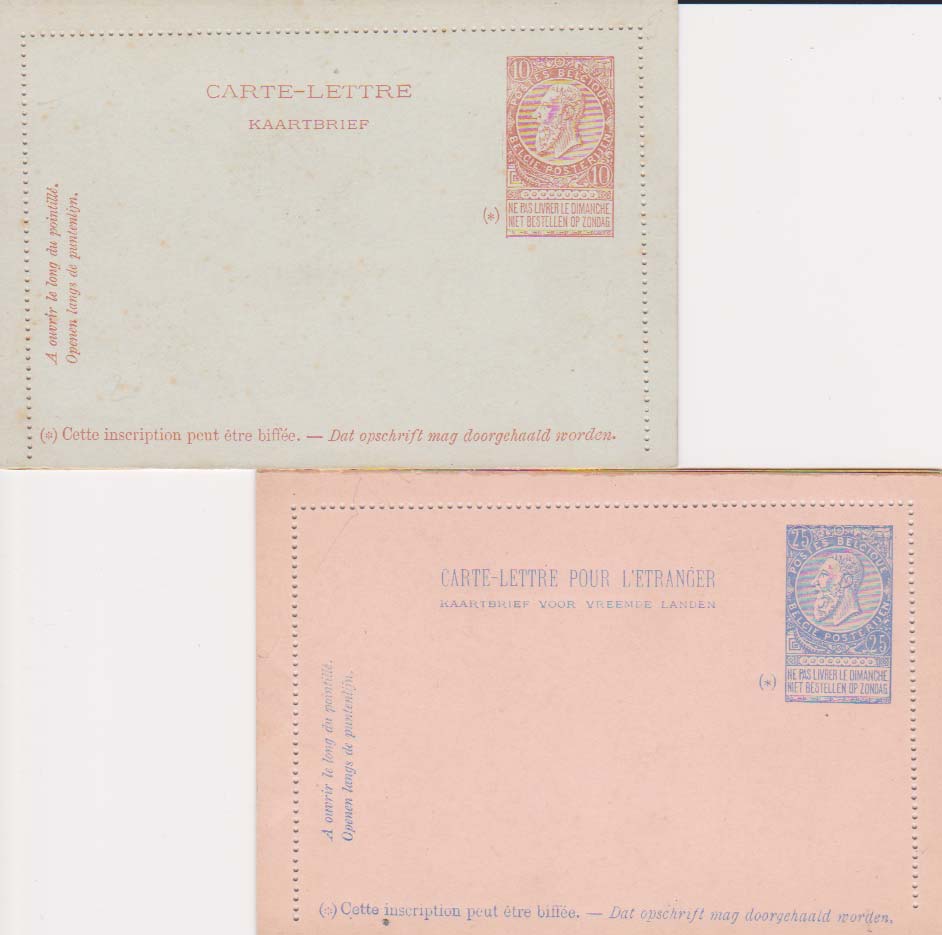 CARTE-LETTRE
KAARTBRIEF
10
POSTES BELGIQUE
BELGIE POSTERIJEN
10
(*)
NE PAS LIVRER LE DIMANCHE
NIET BESTELLEN OP ZONDAG
A ouvrir le long du pointillé.
Openen langs de puntentijn.
(*) Cette inscription peut être biffée. — Dat opschrift mag doorgehaald worden.
CARTE-LETTRE POUR L'ETRANGER
KAARTBRIEF VOOR VREEMDE LANDEN
25
POSTES BELGIQUE
BELGIE POSTERIJEN
25
(*)
NE PAS LIVRER LE DIMANCHE
NIET BESTELLEN OP ZONDAG
A ouvrir le long du pointillé.
Openen langs de puntentijn.
(*) Cette inscription peut être biffée. — Dat opschrift mag doorgehaald worden.